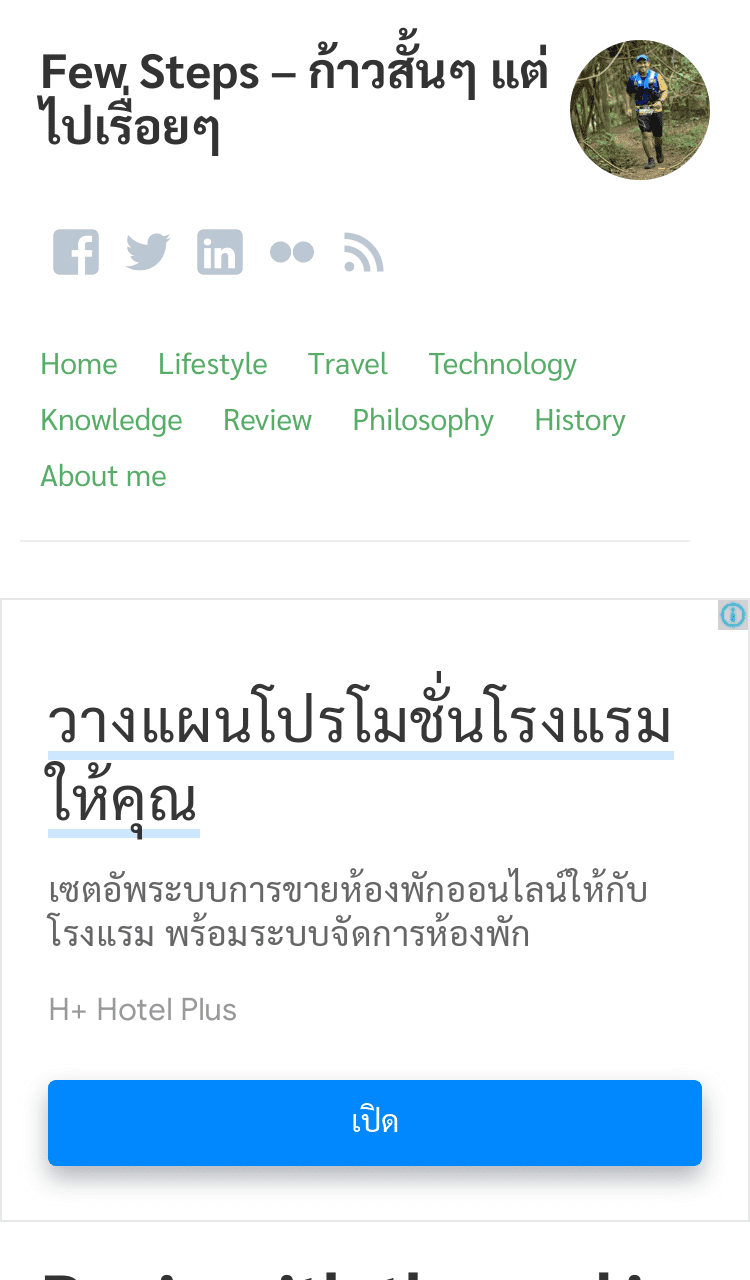 Few Steps – ก้าวสั้นๆ แต่
ไปเรื่อยๆ
Home Lifestyle Travel Technology
Knowledge Review Philosophy History
About me
วางแผนโปรโมชั่นโรงแรม
ให้คุณ
เซตอัพระบบการขายห้องพักออนไลน์ให้กับ
โรงแรม พร้อมระบบจัดการห้องพัก
H+ Hotel Plus
เปิด